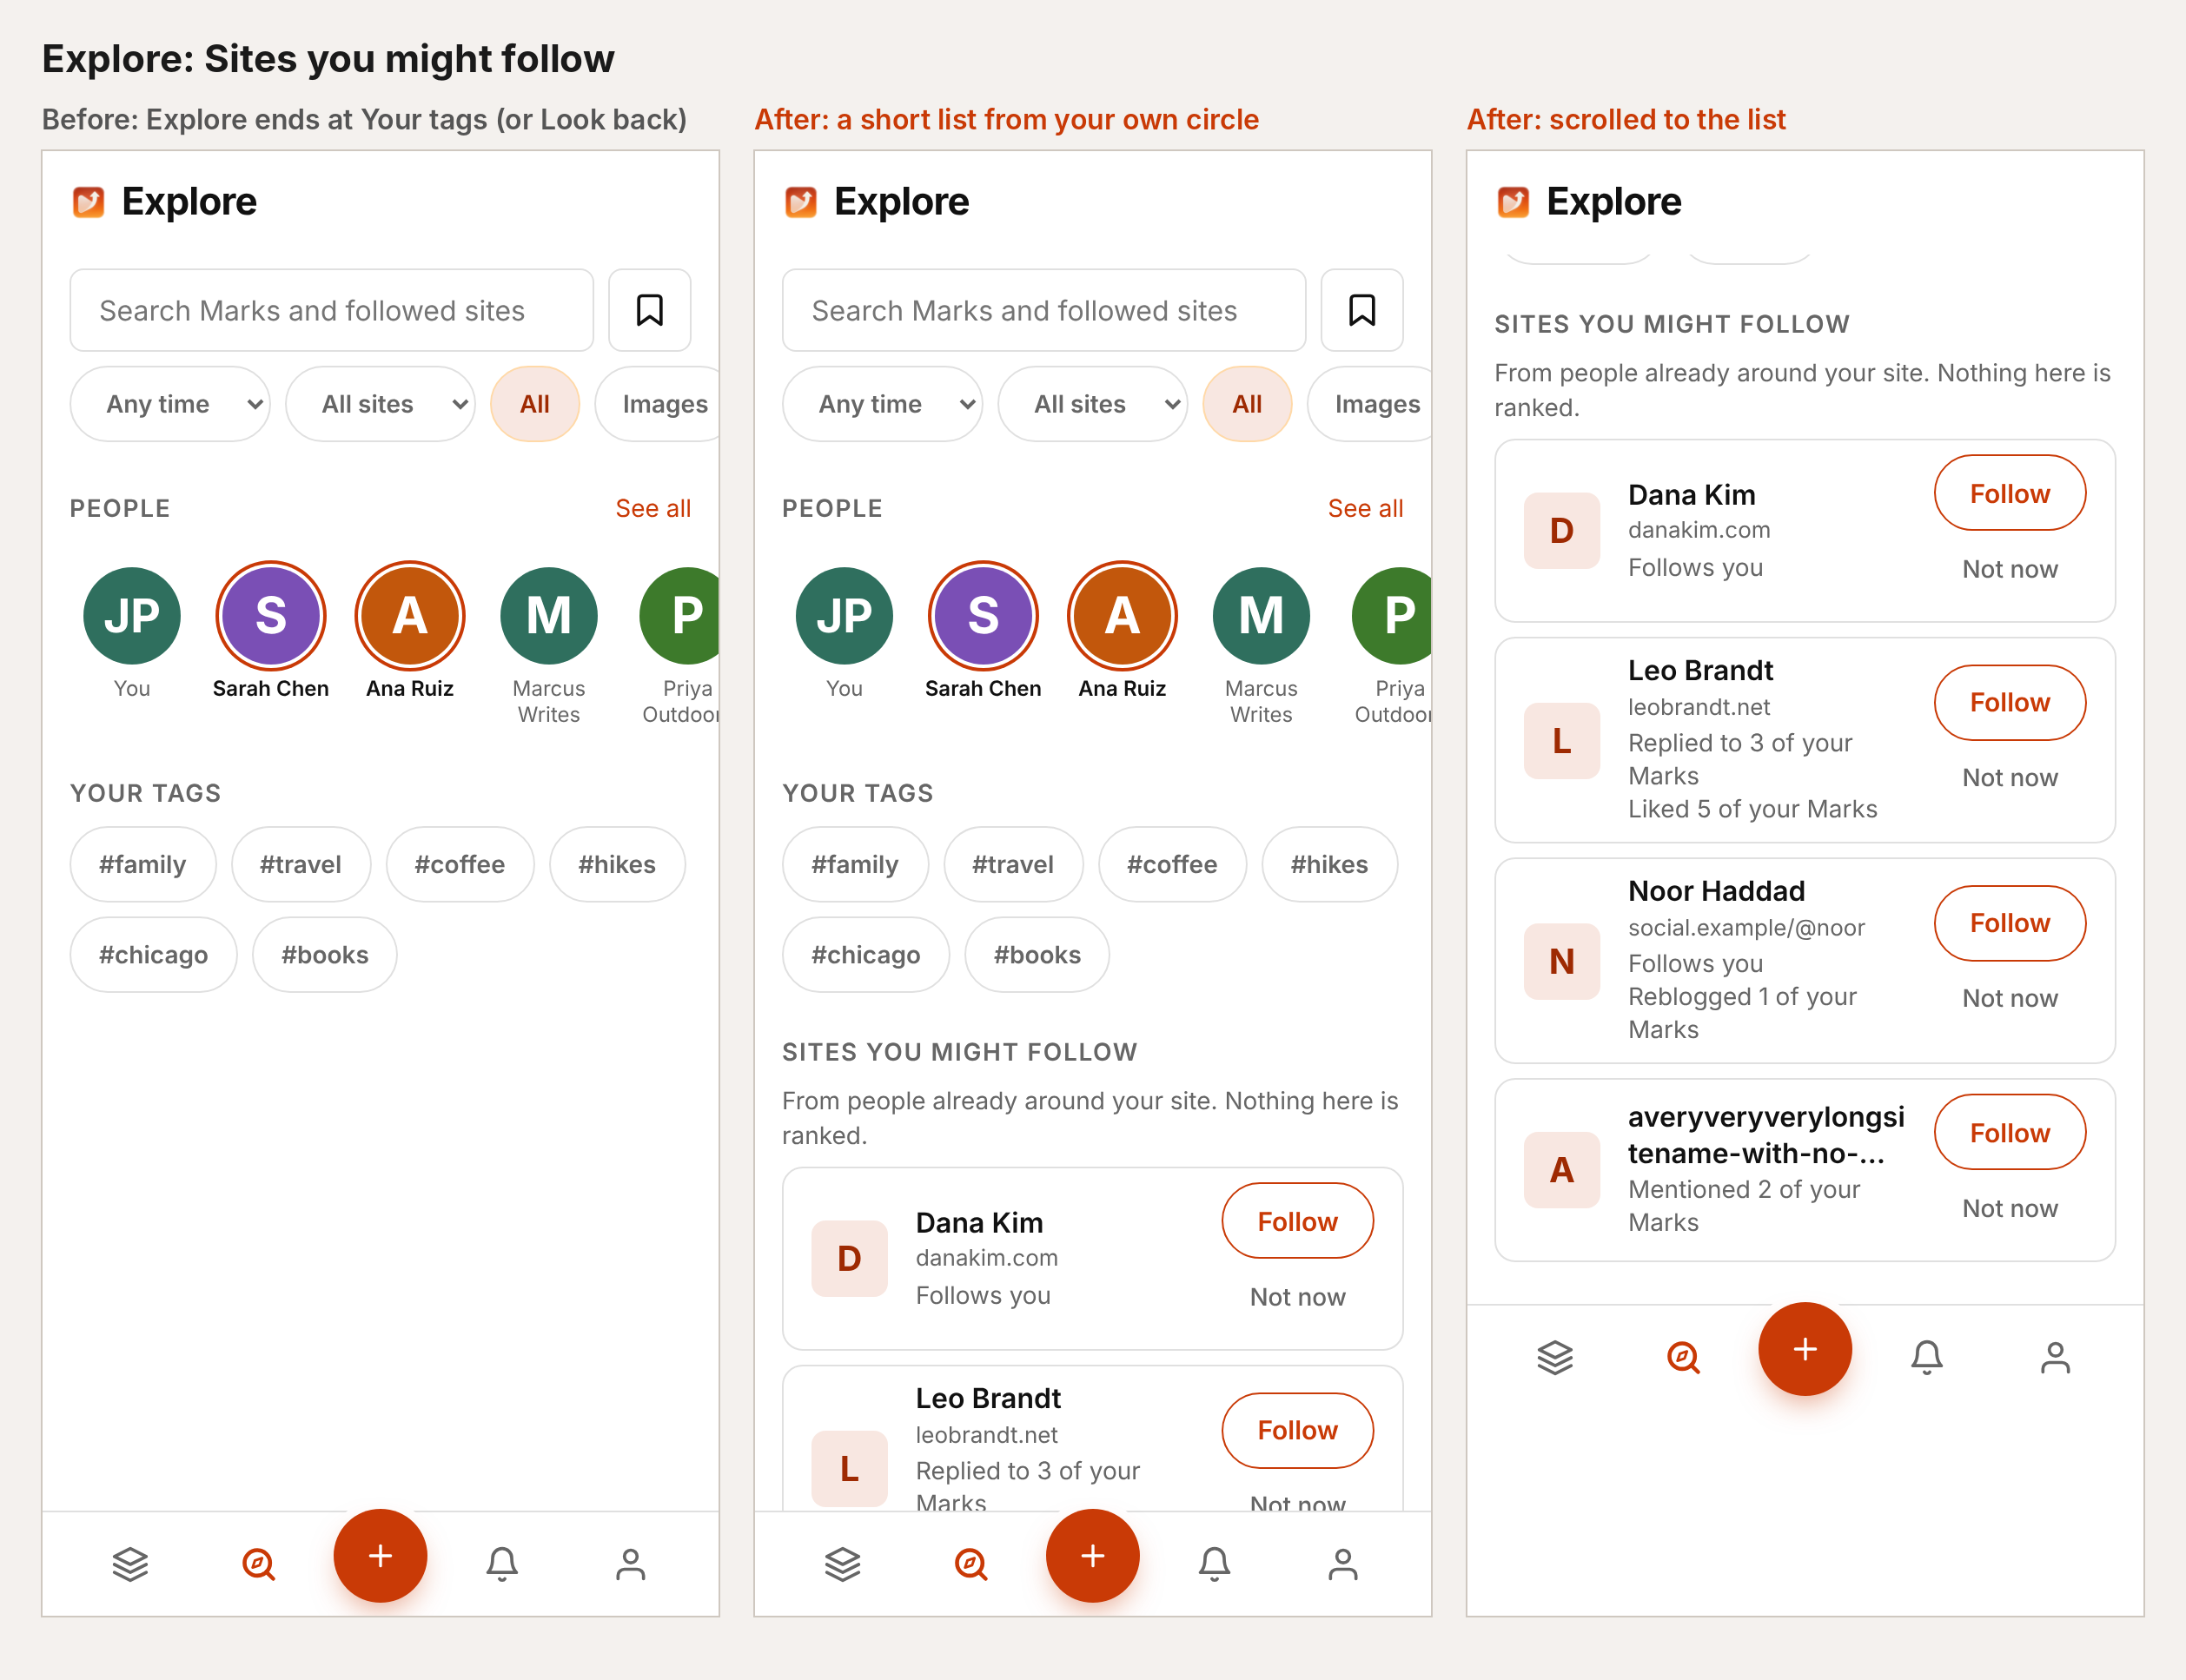 Explore: Sites you might follow
Before: Explore ends at Your tags (or Look back)
Explore
Search Marks and followed sites
Any time
All sites
All
Images
PEOPLE
See all
JP
S
A
M
P
You
Sarah Chen
Ana Ruiz
Marcus
Writes
Priya
Outdoor
YOUR TAGS
#family
#travel
#coffee
#hikes
#chicago
#books
After: a short list from your own circle
Explore
Search Marks and followed sites
Any time
All sites
All
Images
PEOPLE
See all
JP
S
A
M
P
You
Sarah Chen
Ana Ruiz
Marcus
Writes
Priya
Outdoor
YOUR TAGS
#family
#travel
#coffee
#hikes
#chicago
#books
SITES YOU MIGHT FOLLOW
From people already around your site. Nothing here is
ranked.
D
Dana Kim
danakim.com
Follows you
Follow
Not now
L
Leo Brandt
leobrandt.net
Replied to 3 of your
Marks
Follow
Not now
After: scrolled to the list
Explore
SITES YOU MIGHT FOLLOW
From people already around your site. Nothing here is
ranked.
D
Dana Kim
danakim.com
Follows you
Follow
Not now
L
Leo Brandt
leobrandt.net
Replied to 3 of your
Marks
Liked 5 of your Marks
Follow
Not now
N
Noor Haddad
social.example/@noor
Follows you
Reblogged 1 of your
Marks
Follow
Not now
A
averyveryverylongsi
tename-with-no-...
Mentioned 2 of your
Marks
Follow
Not now